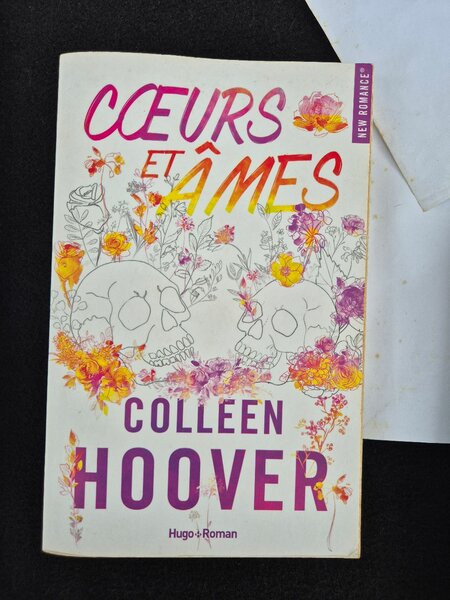 CŒURS
ET ÂMES
NEW ROMANCE®
COLLEEN
HOOVER
Hugo + Roman